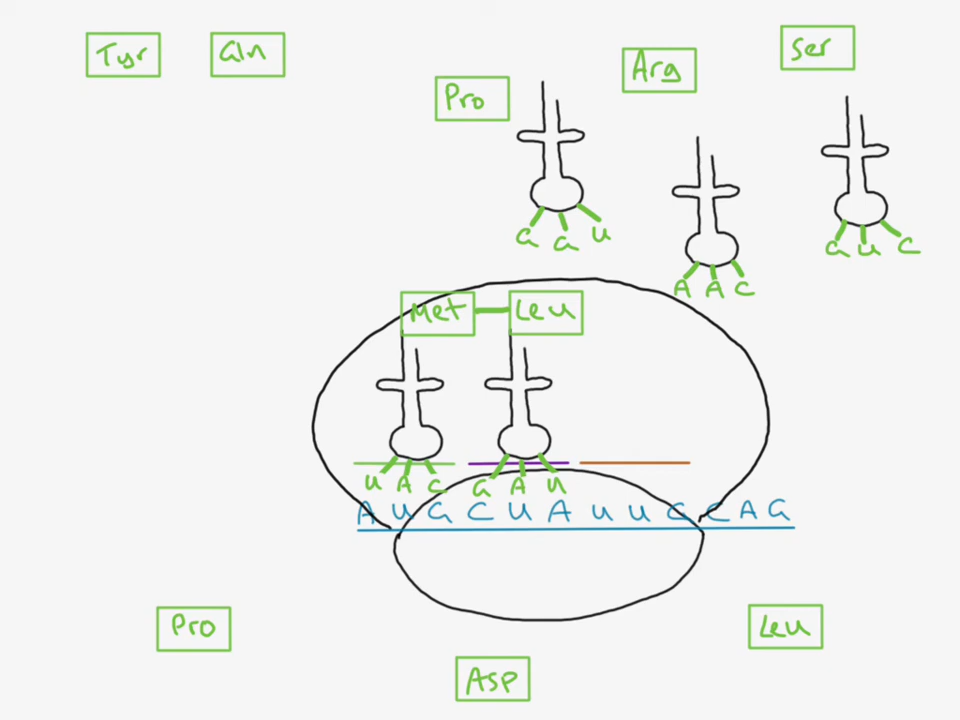 Tyr Gln
Ser
Arg
Pro
G G U
G U C
A A C
Met Leu
U A C G A U
A U G C U A U U G C A G
Pro
Leu
Asp